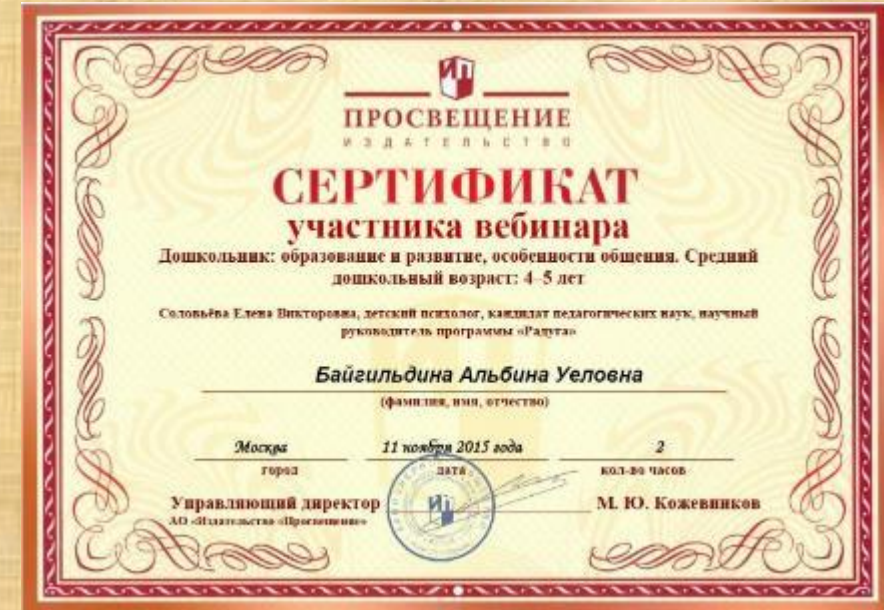 ИП
ПРОСВЕЩЕНИЕ
ИЗДАТЕЛЬСТВО
СЕРТИФИКАТ
участника вебинара
Дошкольник: образование и развитие, особенности общения. Средний
дошкольный возраст: 4–5 лет
Соловьёва Елена Викторовна, детский психолог, кандидат педагогических наук, научный
руководитель программы «Радуга»
Байгильдина Альбина Уеловна
(фамилия, имя, отчество)
Москва 11 ноября 2015 года 2
город дата кол-во часов
Управляющий директор М. Ю. Кожевников
АО «Издательство «Просвещение»
ИП